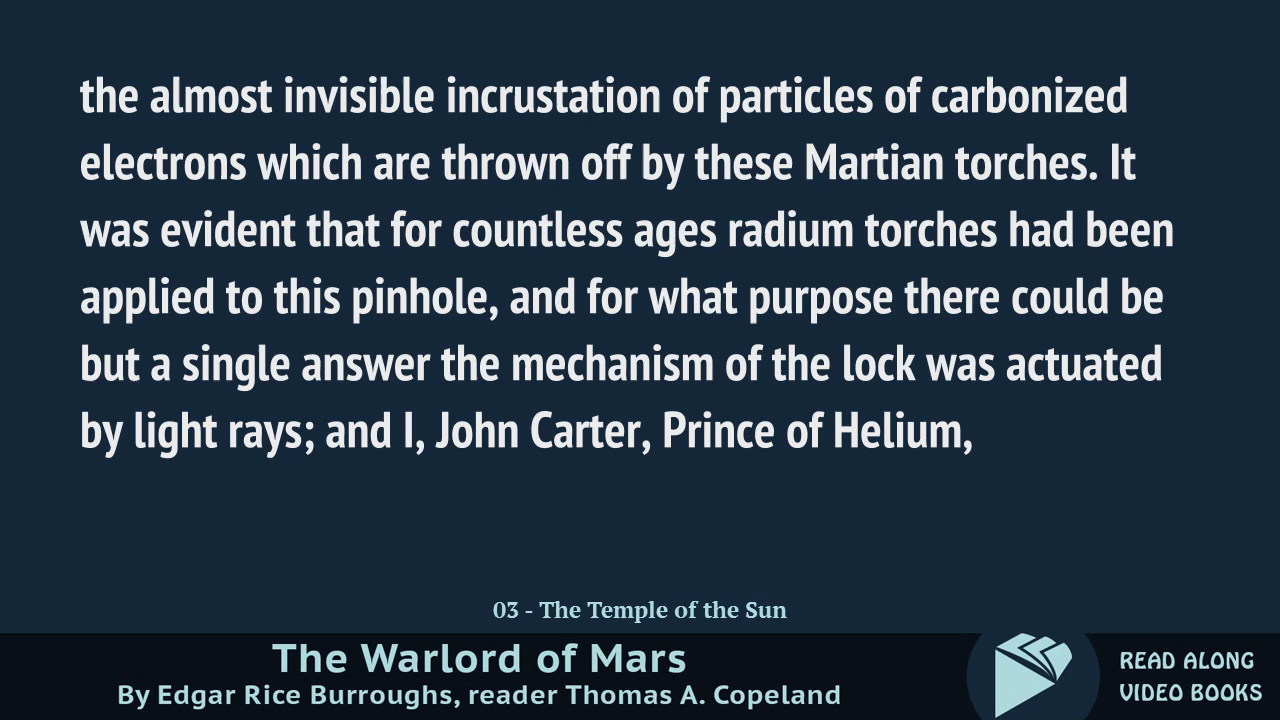 the almost invisible incrustation of particles of carbonized
electrons which are thrown off by these Martian torches. It
was evident that for countless ages radium torches had been
applied to this pinhole, and for what purpose there could be
but a single answer the mechanism of the lock was actuated
by light rays; and I, John Carter, Prince of Helium,
03 - The Temple of the Sun
The Warlord of Mars
By Edgar Rice Burroughs, reader Thomas A. Copeland
READ ALONG
VIDEO BOOKS